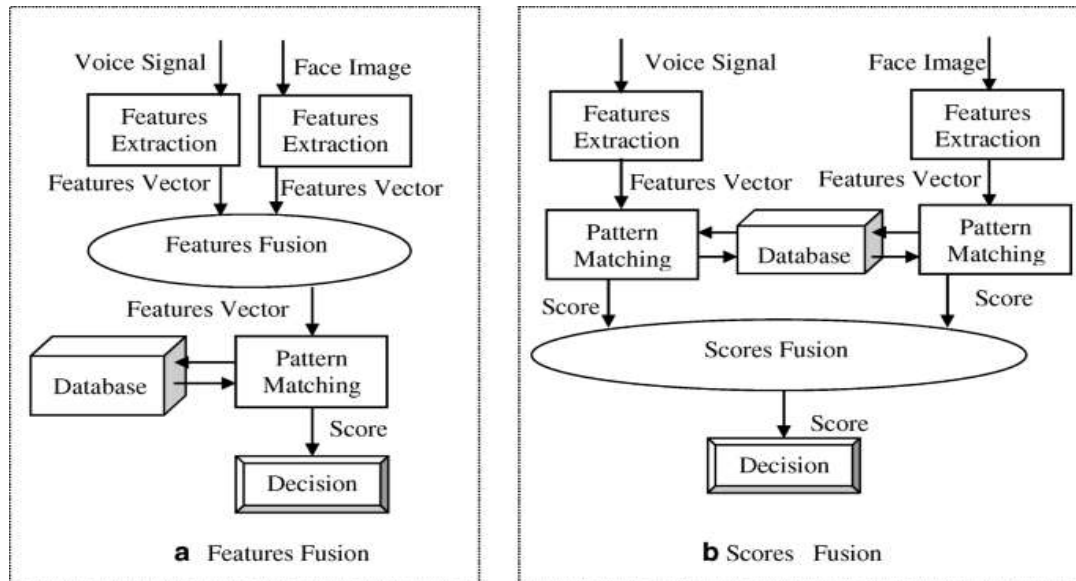 Voice Signal
Face Image
Features
Extraction
Features
Extraction
Features Vector
Features Vector
Features Fusion
Features Vector
Database
Pattern
Matching
Score
Decision
a Features Fusion
Voice Signal
Face Image
Features
Extraction
Features
Extraction
Features Vector
Features Vector
Pattern
Matching
Database
Pattern
Matching
Score
Score
Scores Fusion
Score
Decision
b Scores Fusion